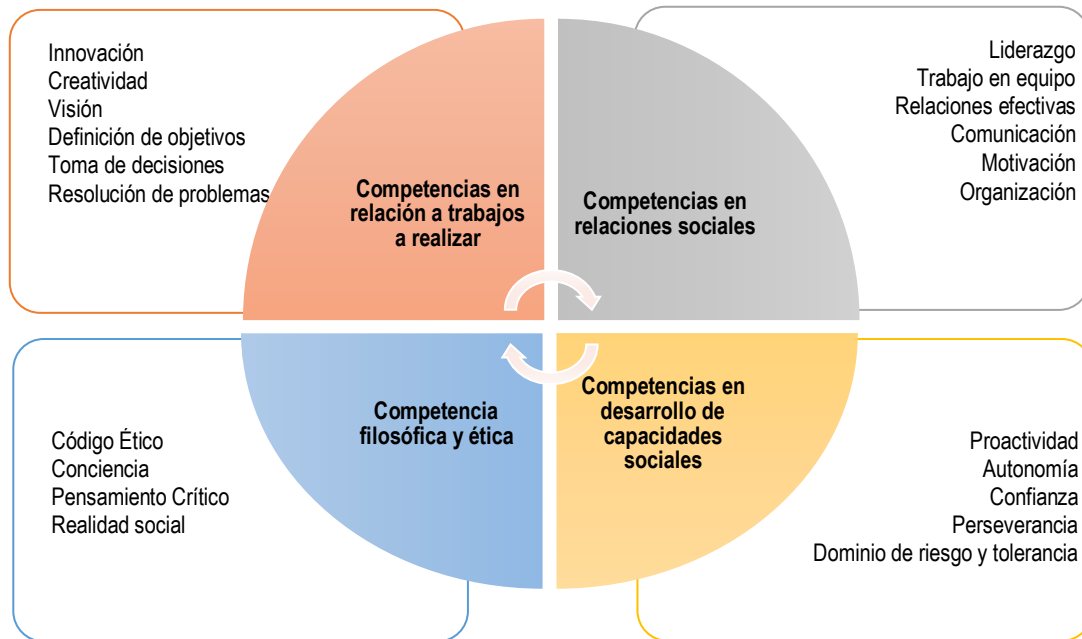 Innovación
Creatividad
Visión
Definición de objetivos
Toma de decisiones
Resolución de problemas
Competencias en
relación a trabajos
a realizar
Competencias en
relaciones sociales
Liderazgo
Trabajo en equipo
Relaciones efectivas
Comunicación
Motivación
Organización
Código Ético
Conciencia
Pensamiento Crítico
Realidad social
Competencia
filosófica y ética
Competencias en
desarrollo de
capacidades
sociales
Proactividad
Autonomía
Confianza
Perseverancia
Dominio de riesgo y tolerancia